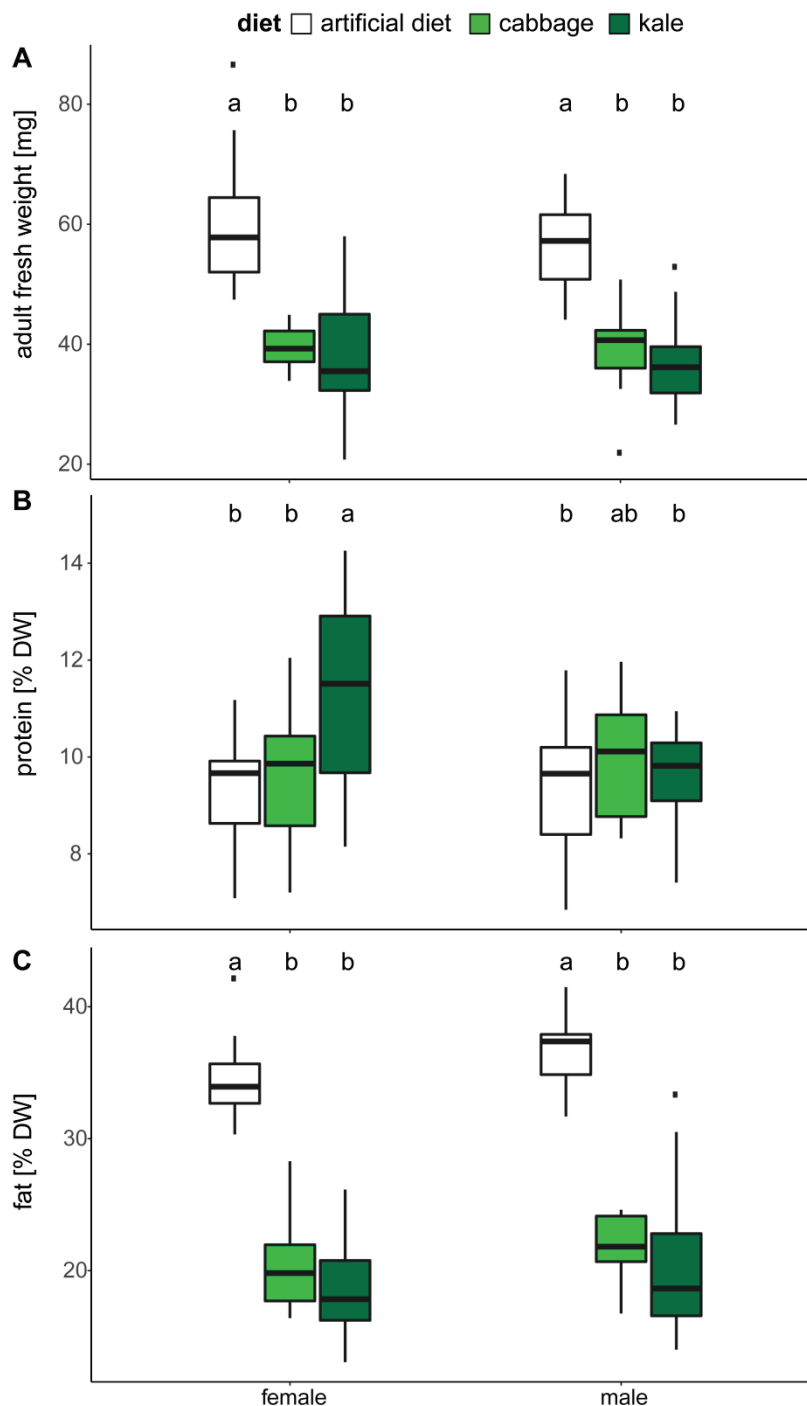 diet artificial diet cabbage kale
A
a b b a b b
80
60
40
20
adult fresh weight [mg]
B
b b a b ab b
14
12
10
8
protein [% DW]
C
a b b a b b
40
30
20
fat [% DW]
female male